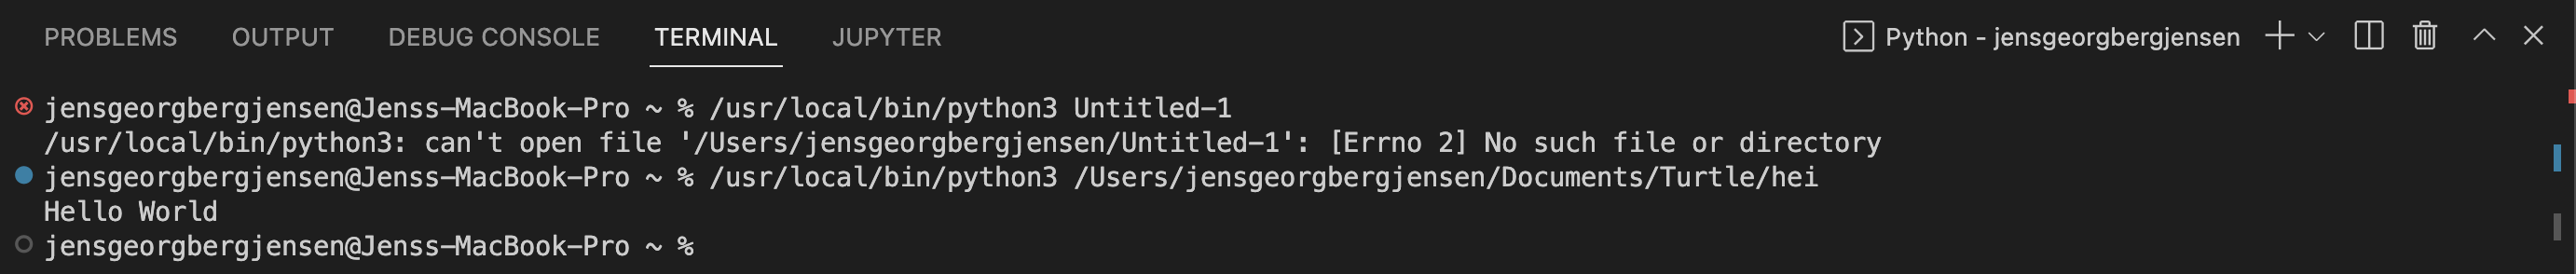 PROBLEMS OUTPUT DEBUG CONSOLE TERMINAL JUPYTER Python - jensgeorgbergjensen
jensgeorgbergjensen@Jenss-MacBook-Pro ~ % /usr/local/bin/python3 Untitled-1
/usr/local/bin/python3: can't open file '/Users/jensgeorgbergjensen/Untitled-1': [Errno 2] No such file or directory
jensgeorgbergjensen@Jenss-MacBook-Pro ~ % /usr/local/bin/python3 /Users/jensgeorgbergjensen/Documents/Turtle/hei
Hello World
jensgeorgbergjensen@Jenss-MacBook-Pro ~ %